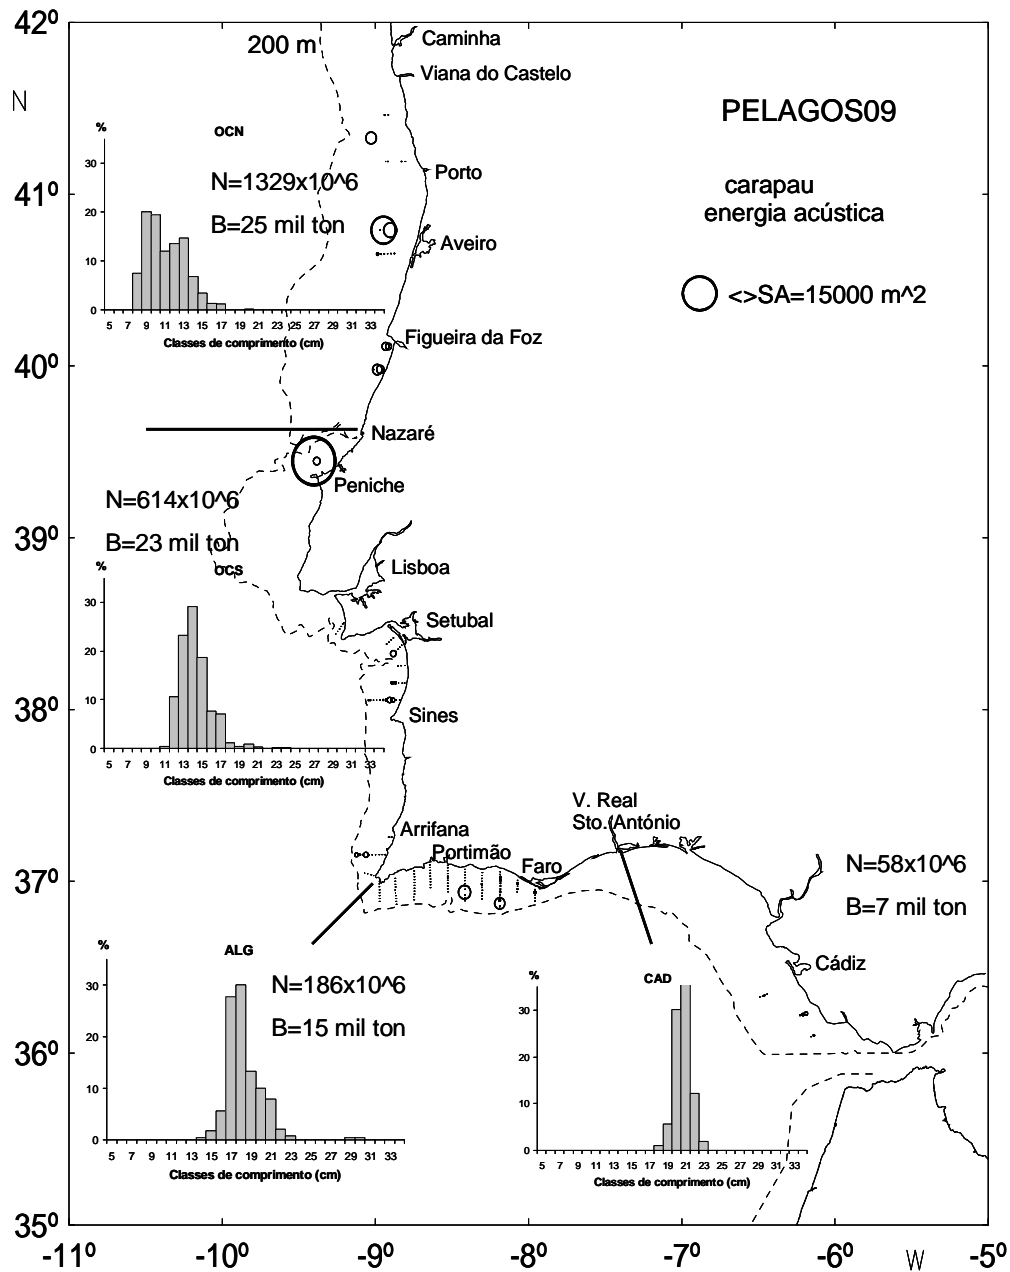 42⁰
200 m
Caminha
Viana do Castelo
N
PELAGOS09
%
OCN
30
20
10
0
N=1329x10^6
B=25 mil ton
5 7 9 11 13 15 17 19 21 23 25 27 29 31 33
Classes de comprimento (cm)
41⁰
Porto
Aveiro
carapau
energia acústica
<>SA=15000 m^2
Figueira da Foz
40⁰
Nazaré
Peniche
N=614x10^6
B=23 mil ton
39⁰
Lisboa
%
OCS
30
20
10
0
5 7 9 11 13 15 17 19 21 23 25 27 29 31 33
Classes de comprimento (cm)
Setubal
38⁰
Sines
Arrifana
Portimão
Faro
V. Real
Sto. António
37⁰
N=58x10^6
B=7 mil ton
Cádiz
%
ALG
30
20
10
0
N=186x10^6
B=15 mil ton
5 7 9 11 13 15 17 19 21 23 25 27 29 31 33
Classes de comprimento (cm)
%
CAD
30
20
10
0
5 7 9 11 13 15 17 19 21 23 25 27 29 31 33
Classes de comprimento (cm)
36⁰
35⁰
-11⁰ -10⁰ -9⁰ -8⁰ -7⁰ -6⁰ W -5⁰